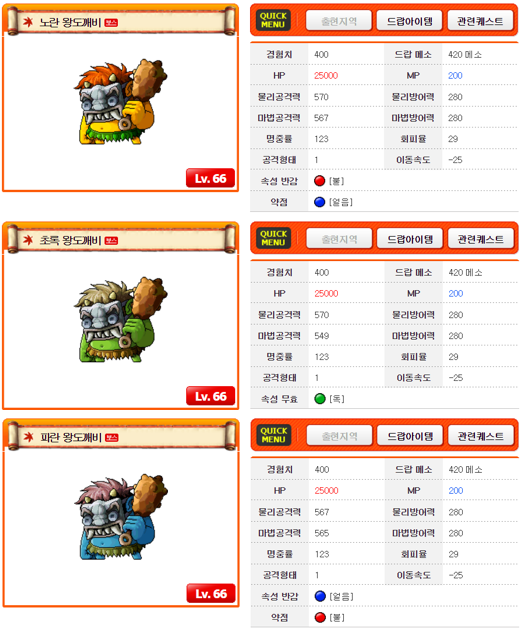 노란 왕도깨비 보스
Lv. 66
QUICK MENU 출현지역 드랍아이템 관련퀘스트
경험치 400 드랍 메소 420 메소
HP 25000 MP 200
물리공격력 570 물리방어력 280
마법공격력 567 마법방어력 280
명중률 123 회피율 29
공격형태 1 이동속도 -25
속성 반감 [불]
약점 [얼음]
초록 왕도깨비 보스
Lv. 66
QUICK MENU 출현지역 드랍아이템 관련퀘스트
경험치 400 드랍 메소 420 메소
HP 25000 MP 200
물리공격력 570 물리방어력 280
마법공격력 549 마법방어력 280
명중률 123 회피율 29
공격형태 1 이동속도 -25
속성 무효 [독]
파란 왕도깨비 보스
Lv. 66
QUICK MENU 출현지역 드랍아이템 관련퀘스트
경험치 400 드랍 메소 420 메소
HP 25000 MP 200
물리공격력 567 물리방어력 280
마법공격력 565 마법방어력 280
명중률 123 회피율 29
공격형태 1 이동속도 -25
속성 반감 [얼음]
약점 [불]